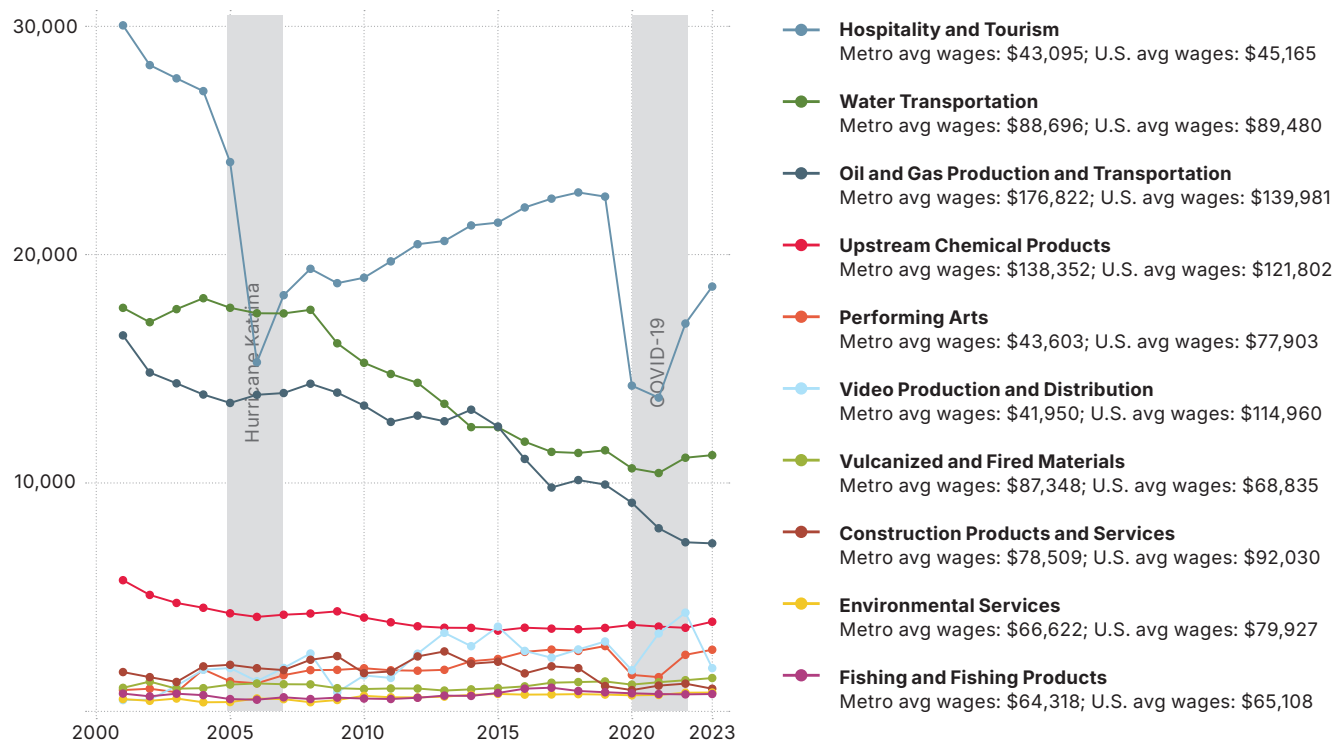 30,000
20,000
10,000
Hurricane Katrina
COVID-19
2000
2005
2010
2015
2020
2023
Hospitality and Tourism
Metro avg wages: $43,095; U.S. avg wages: $45,165
Water Transportation
Metro avg wages: $88,696; U.S. avg wages: $89,480
Oil and Gas Production and Transportation
Metro avg wages: $176,822; U.S. avg wages: $139,981
Upstream Chemical Products
Metro avg wages: $138,352; U.S. avg wages: $121,802
Performing Arts
Metro avg wages: $43,603; U.S. avg wages: $77,903
Video Production and Distribution
Metro avg wages: $41,950; U.S. avg wages: $114,960
Vulcanized and Fired Materials
Metro avg wages: $87,348; U.S. avg wages: $68,835
Construction Products and Services
Metro avg wages: $78,509; U.S. avg wages: $92,030
Environmental Services
Metro avg wages: $66,622; U.S. avg wages: $79,927
Fishing and Fishing Products
Metro avg wages: $64,318; U.S. avg wages: $65,108